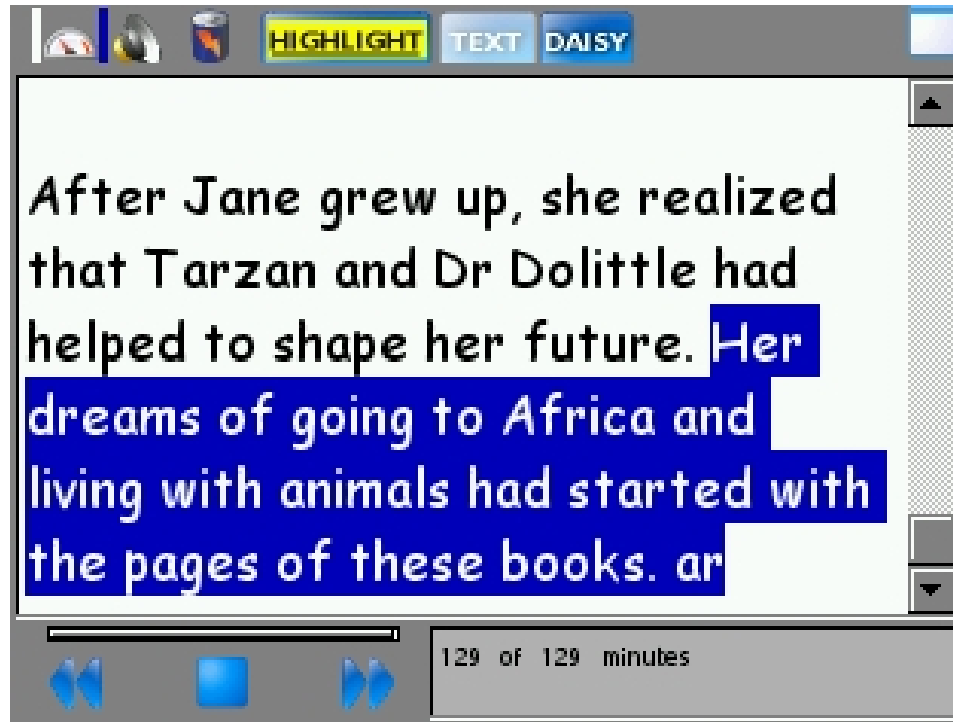 HIGHLIGHT TEXT DAISY
After Jane grew up, she realized
that Tarzan and Dr Dolittle had
helped to shape her future. Her
dreams of going to Africa and
living with animals had started with
the pages of these books. ar
129 of 129 minutes